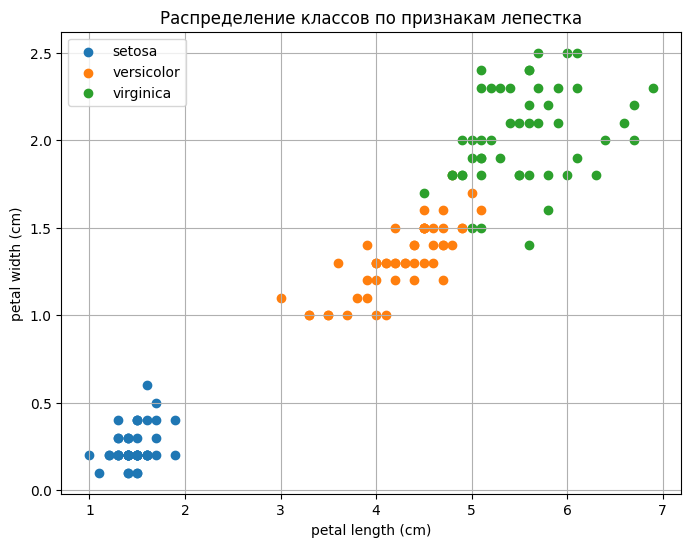 Распределение классов по признакам лепестка
setosa
versicolor
virginica
2.5
2.0
1.5
1.0
0.5
0.0
petal width (cm)
1 2 3 4 5 6 7
petal length (cm)